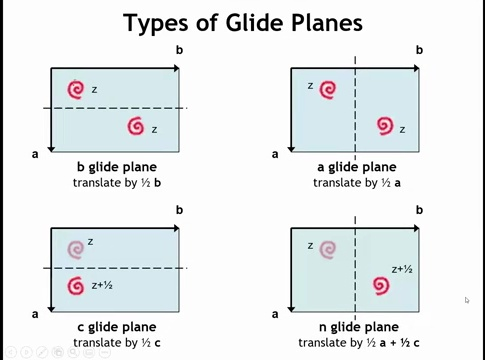 Types of Glide Planes
b
z
z
a
b glide plane
translate by ½ b
b
z
z
a
a glide plane
translate by ½ a
b
z
z+½
a
c glide plane
translate by ½ c
b
z
z+½
a
n glide plane
translate by ½ a + ½ c